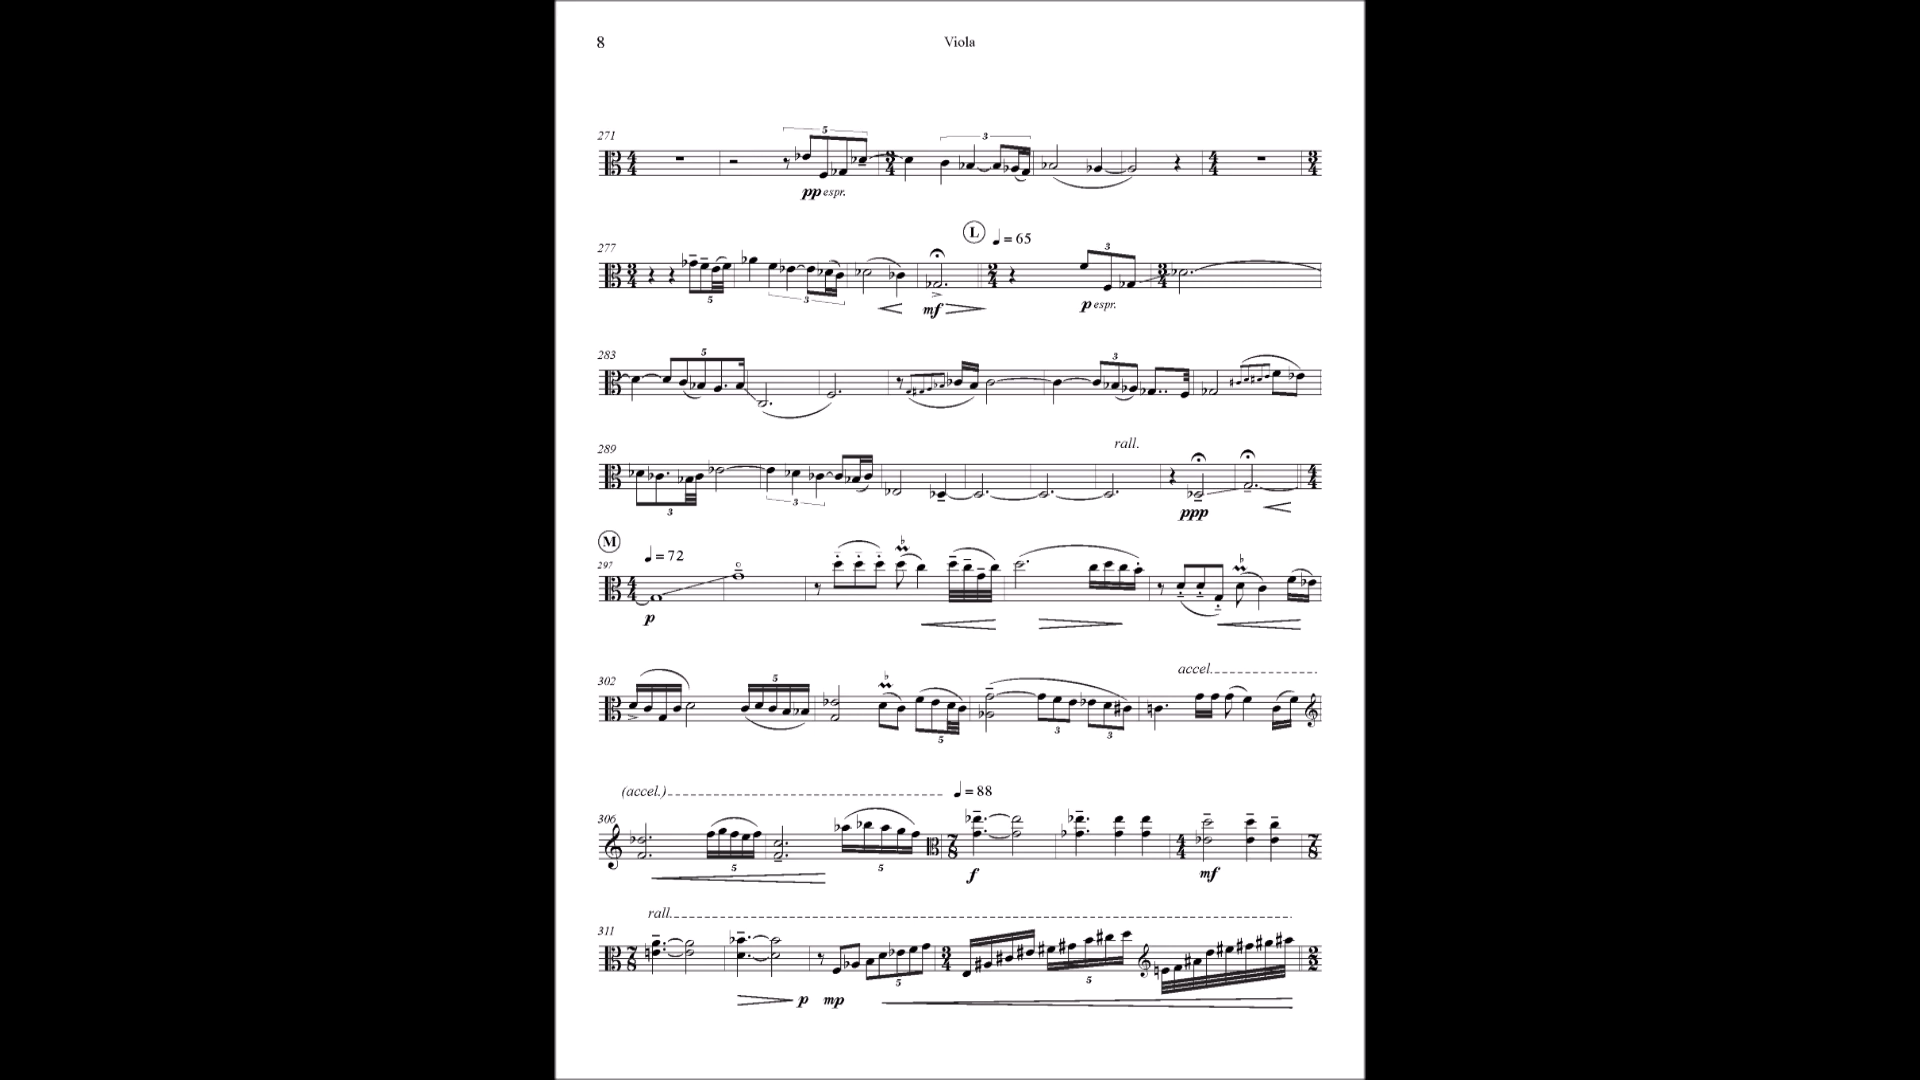 8 Viola
271 5 3
pp espr.
L
277 ♩ = 65 3
5 3
mf p espr.
283 5 3
rall.
289
3 3
ppp
M
♩ = 72
297
p
accel.
302 5
5 3 3
(accel.) ♩ = 88
306
5 5
f mf
rall.
311
5 5
p mp